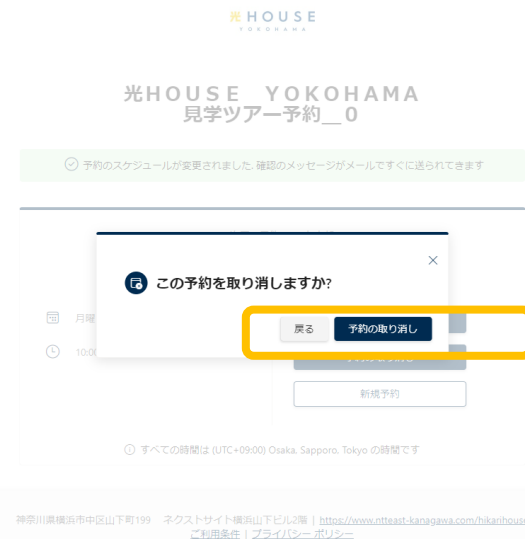 光 HOUSE
YOKOHAMA
光HOUSE YOKOHAMA
見学ツアー予約__0
予約のスケジュールが変更されました. 確認のメッセージがメールですぐに送られてきます
この予約を取り消しますか?
戻る 予約の取り消し
月曜
10:00
新規予約
すべての時間は (UTC+09:00) Osaka, Sapporo, Tokyo の時間です
神奈川県横浜市中区山下町199 ネクストサイト横浜山下ビル2階 | https://www.ntteast-kanagawa.com/hikarihouse
ご利用条件 | プライバシー ポリシー